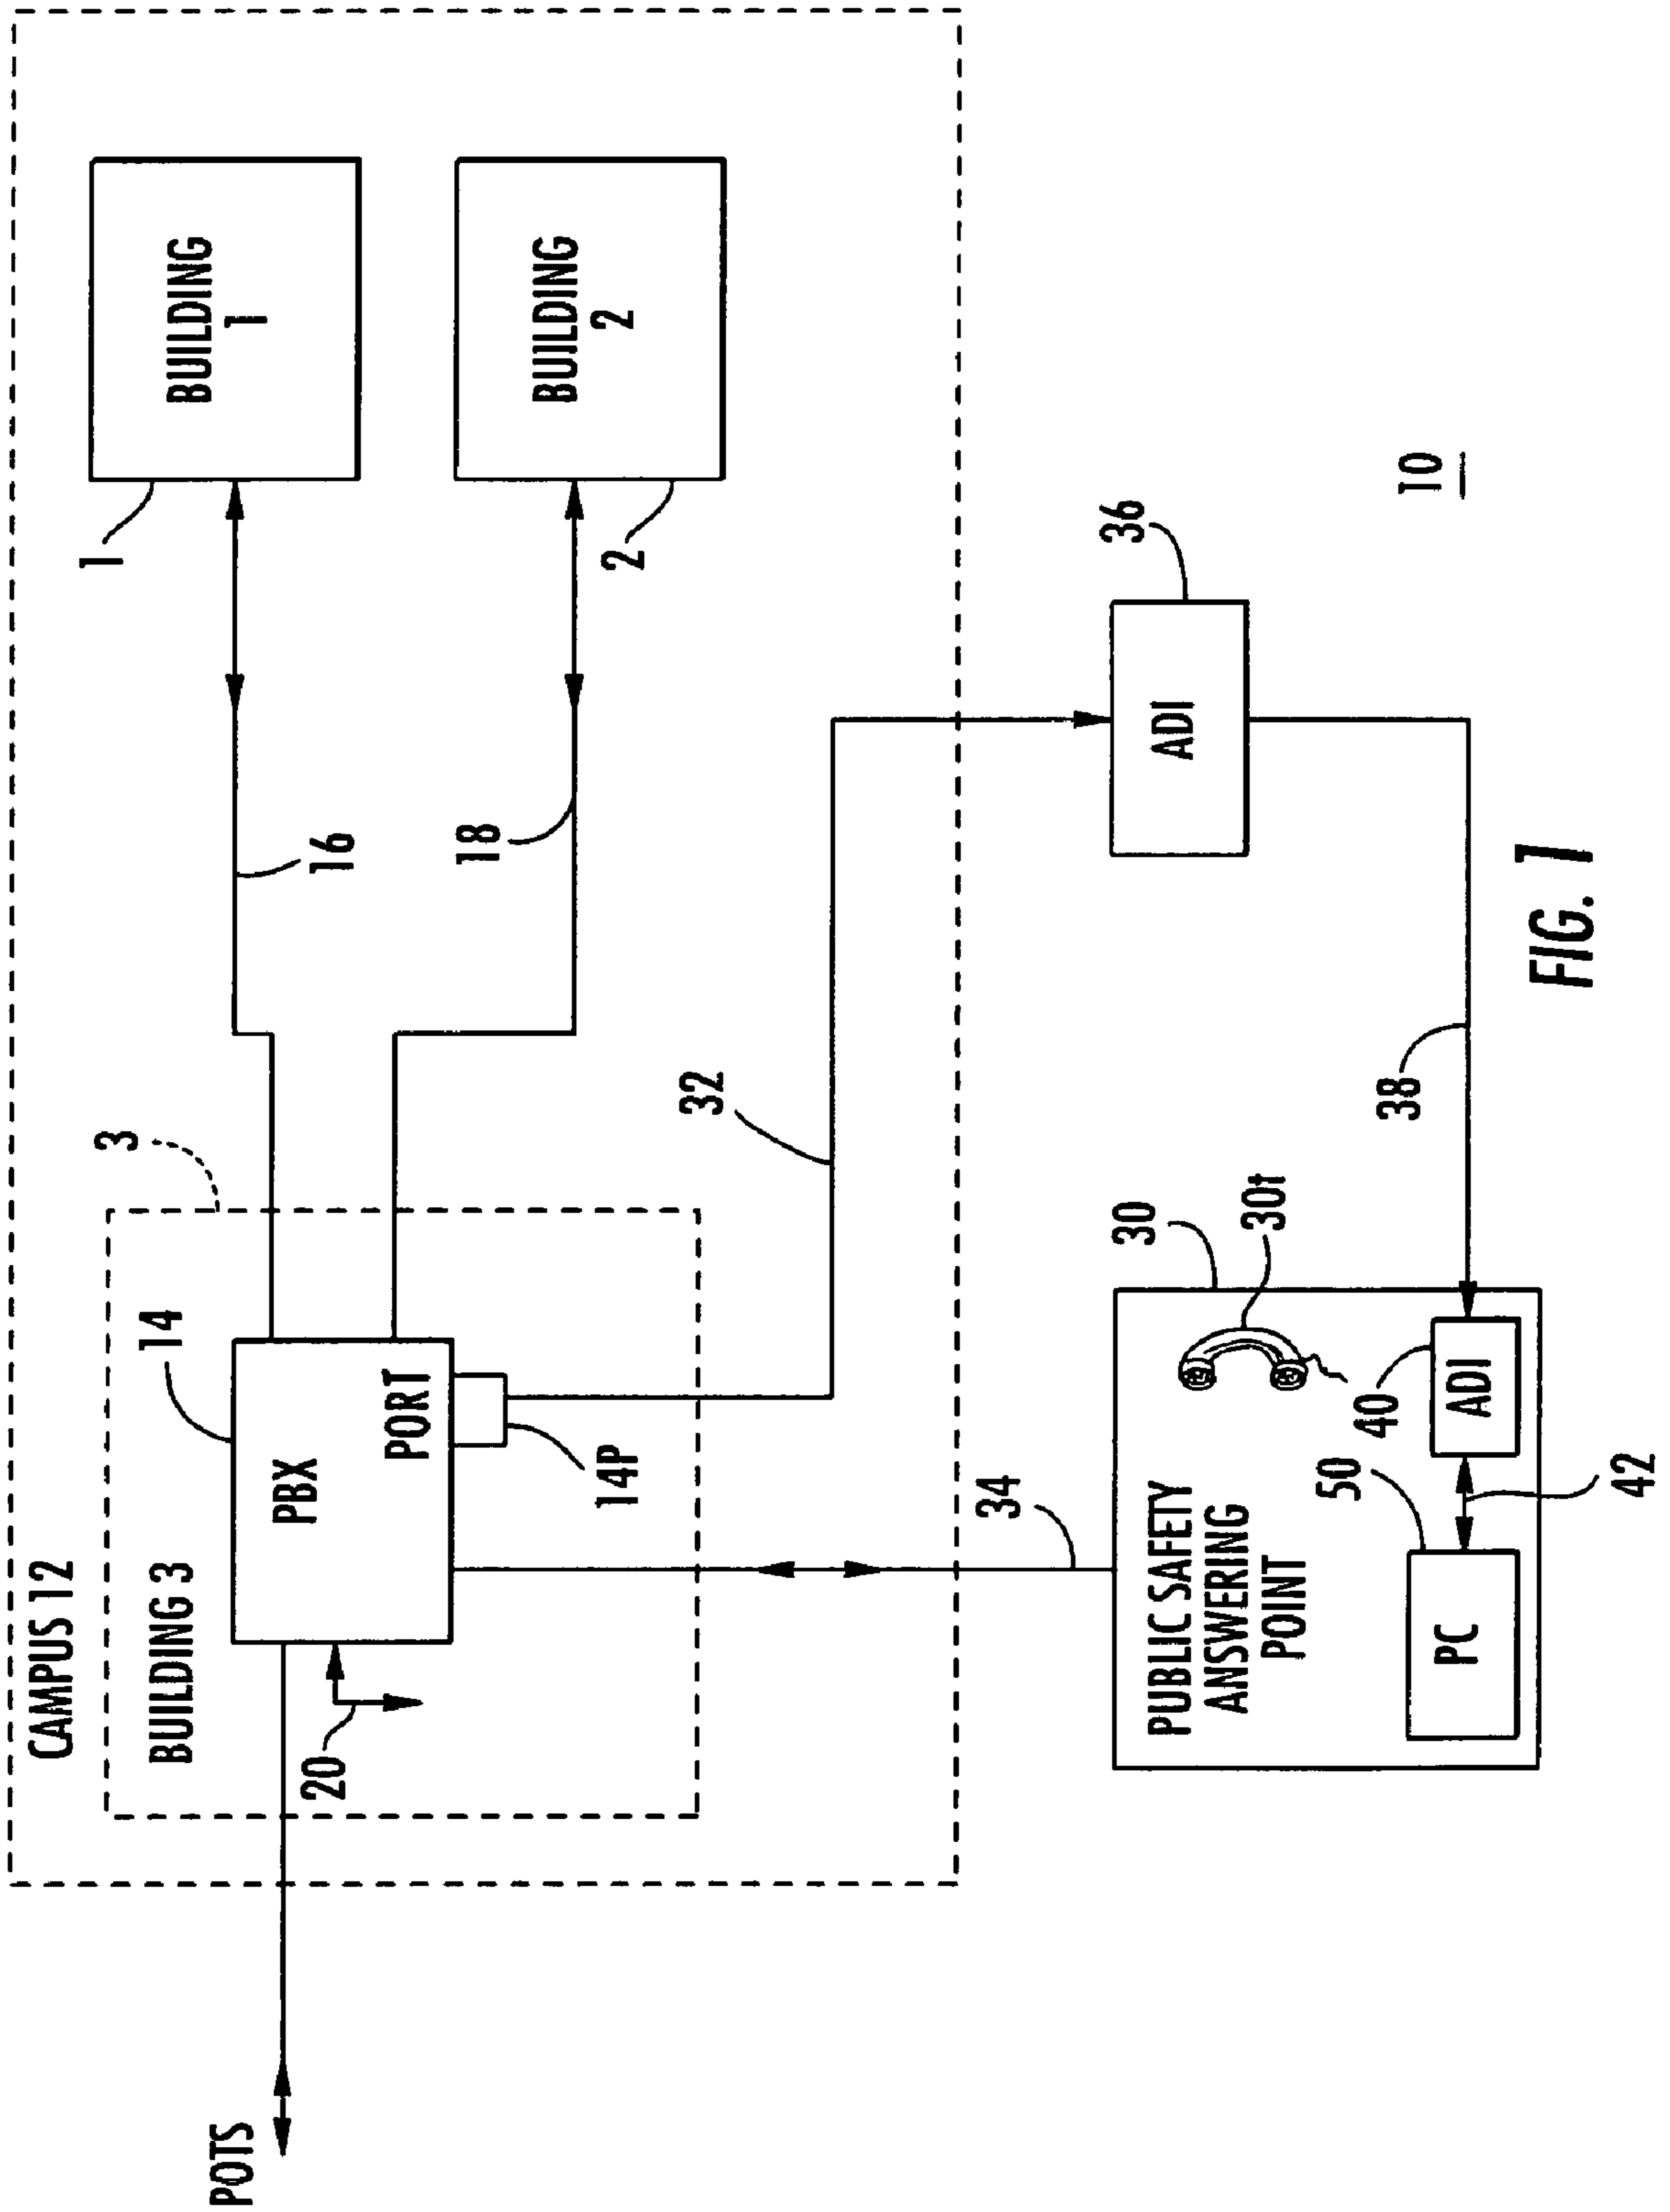 CAMPUS 12
BUILDING 3
3
14
PBX
PORT
14P
20
POTS
16
18
1
BUILDING
1
2
BUILDING
2
32
34
36
ADI
38
30
30t
PUBLIC SAFETY
ANSWERING
POINT
40
ADI
50
PC
42
10
FIG. 1